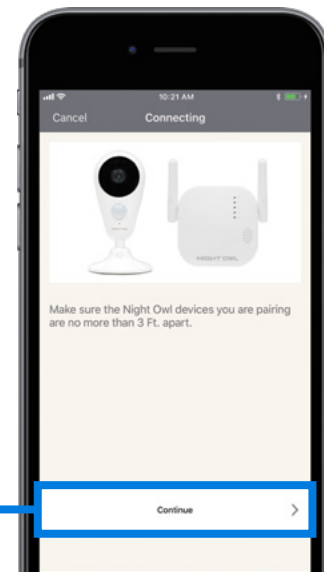 10:21 AM
Cancel
Connecting
NIGHT OWL
Make sure the Night Owl devices you are pairing
are no more than 3 Ft. apart.
Continue